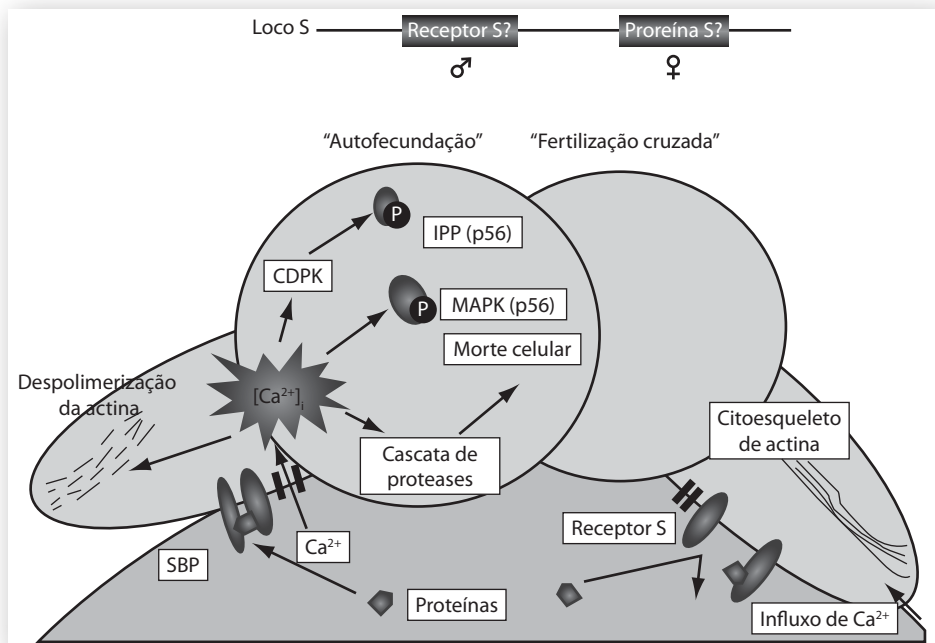 Loco S
Receptor S?
Proreína S?
♂
♀
“Autofecundação”
“Fertilização cruzada”
P
IPP (p56)
CDPK
P
MAPK (p56)
Morte celular
Despolimerização
da actina
[Ca²⁺]ᵢ
Citoesqueleto
de actina
Cascata de
proteases
Receptor S
SBP
Ca²⁺
Proteínas
Influxo de Ca²⁺